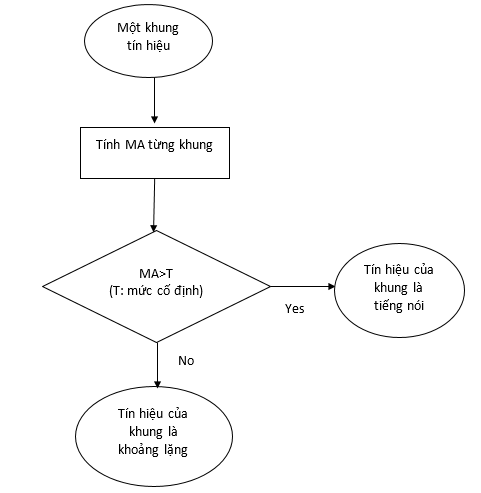 Một khung
tín hiệu
Tính MA từng khung
MA>T
(T: mức cố định)
Yes
Tín hiệu của
khung là
tiếng nói
No
Tín hiệu của
khung là
khoảng lặng